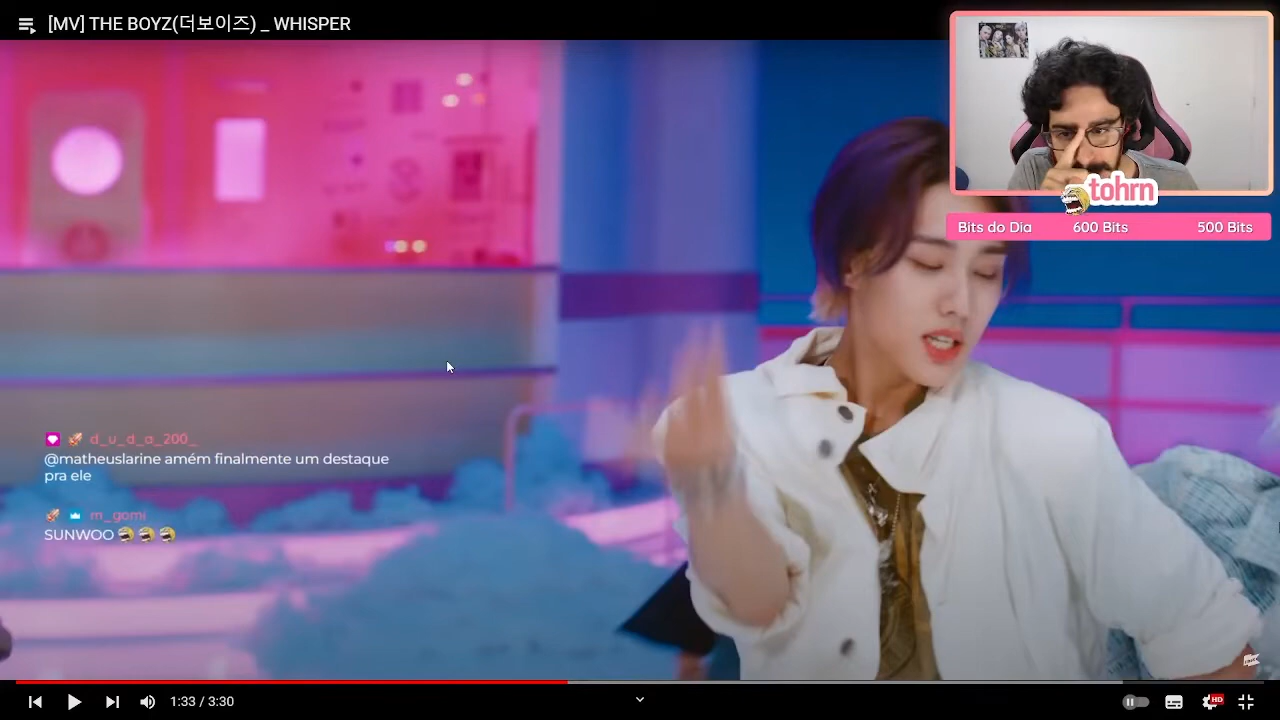 [MV] THE BOYZ(더보이즈) _ WHISPER
tohrn
Bits do Dia 600 Bits 500 Bits
d_u_d_a_200_
@matheuslarine amém finalmente um destaque
pra ele
m_gomi
SUNWOO
1:33 / 3:30
HD